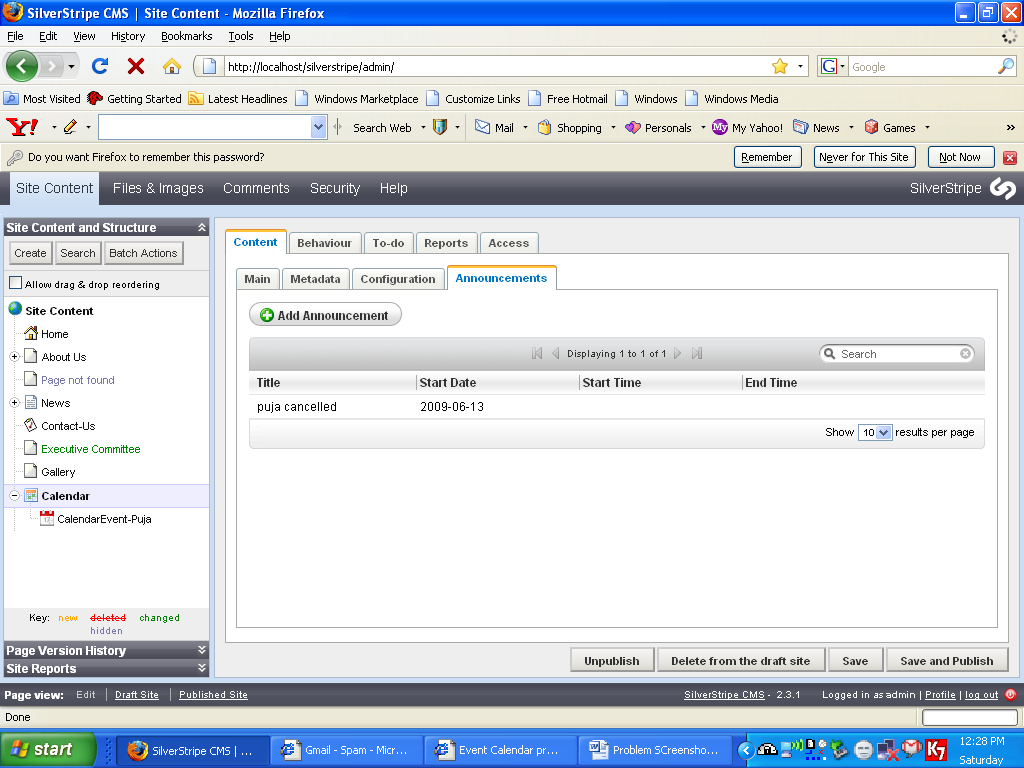 SilverStripe CMS | Site Content - Mozilla Firefox
File Edit View History Bookmarks Tools Help
http://localhost/silverstripe/admin/ G Google
Most Visited Getting Started Latest Headlines Windows Marketplace Customize Links Free Hotmail Windows Windows Media
Y! Search Web Mail Shopping Personals My My Yahoo! News Games »
Do you want Firefox to remember this password? Remember Never for This Site Not Now
Site Content Files & Images Comments Security Help SilverStripe
Site Content and Structure
Create Search Batch Actions
Allow drag & drop reordering
Site Content
Home
About Us
Page not found
News
Contact-Us
Executive Committee
Gallery
Calendar
CalendarEvent-Puja
Key: new deleted changed
hidden
Page Version History
Site Reports
Content Behaviour To-do Reports Access
Main Metadata Configuration Announcements
Add Announcement
Displaying 1 to 1 of 1 Search
Title Start Date Start Time End Time
puja cancelled 2009-06-13
Show 10 results per page
Unpublish Delete from the draft site Save Save and Publish
Page view: Edit | Draft Site | Published Site SilverStripe CMS - 2.3.1 Logged in as admin | Profile | log out
Done
start SilverStripe CMS | ... Gmail - Spam - Micr... Event Calendar pr... Problem SCreensho... K7 12:28 PM
Saturday